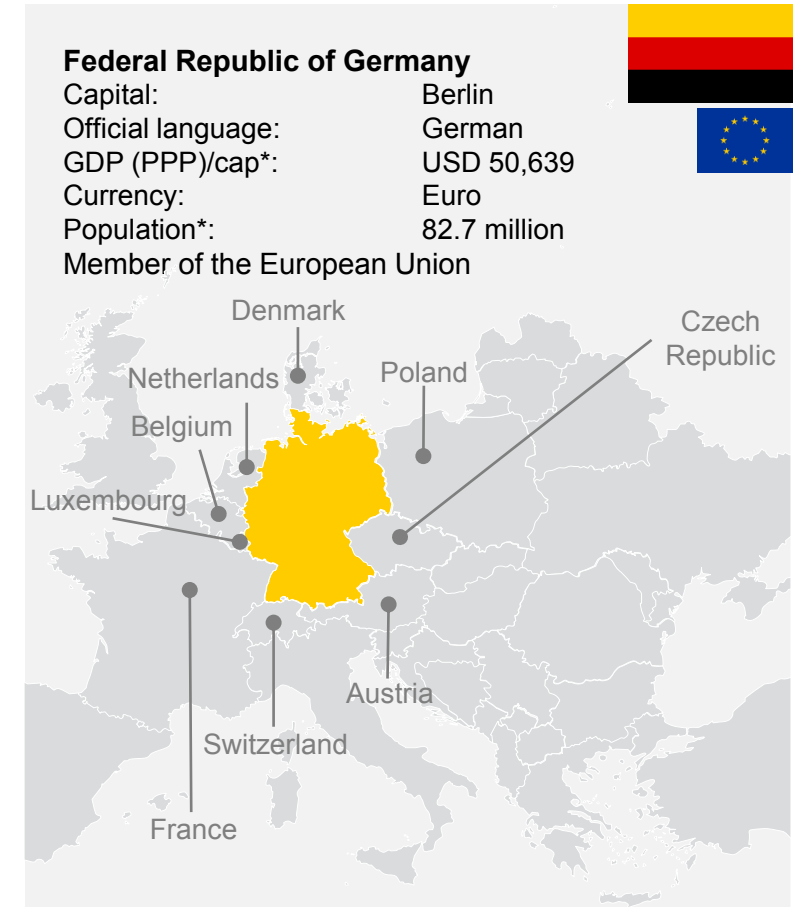 Federal Republic of Germany
Capital: Berlin
Official language: German
GDP (PPP)/cap*: USD 50,639
Currency: Euro
Population*: 82.7 million
Member of the European Union
Denmark
Czech
Republic
Netherlands
Poland
Belgium
Luxembourg
Austria
Switzerland
France